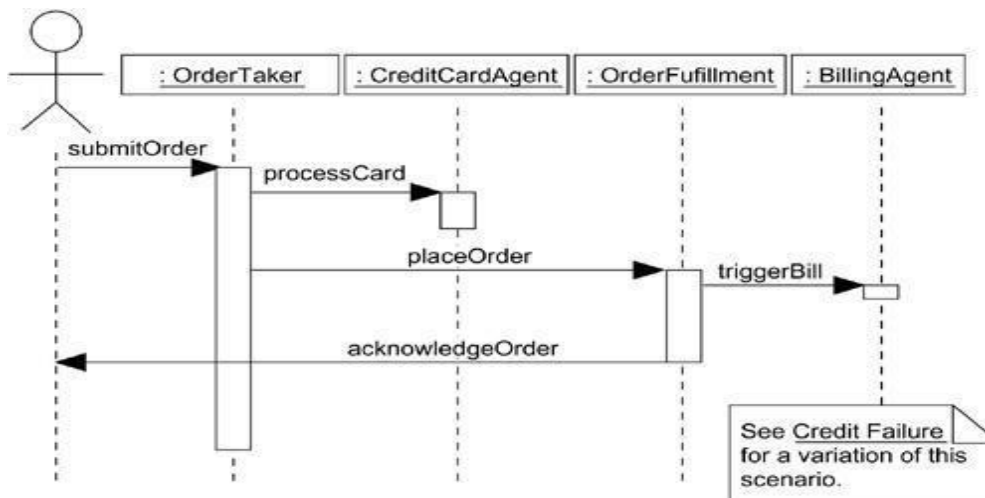 : OrderTaker
: CreditCardAgent
: OrderFufillment
: BillingAgent
submitOrder
processCard
placeOrder
triggerBill
acknowledgeOrder
See Credit Failure
for a variation of this
scenario.